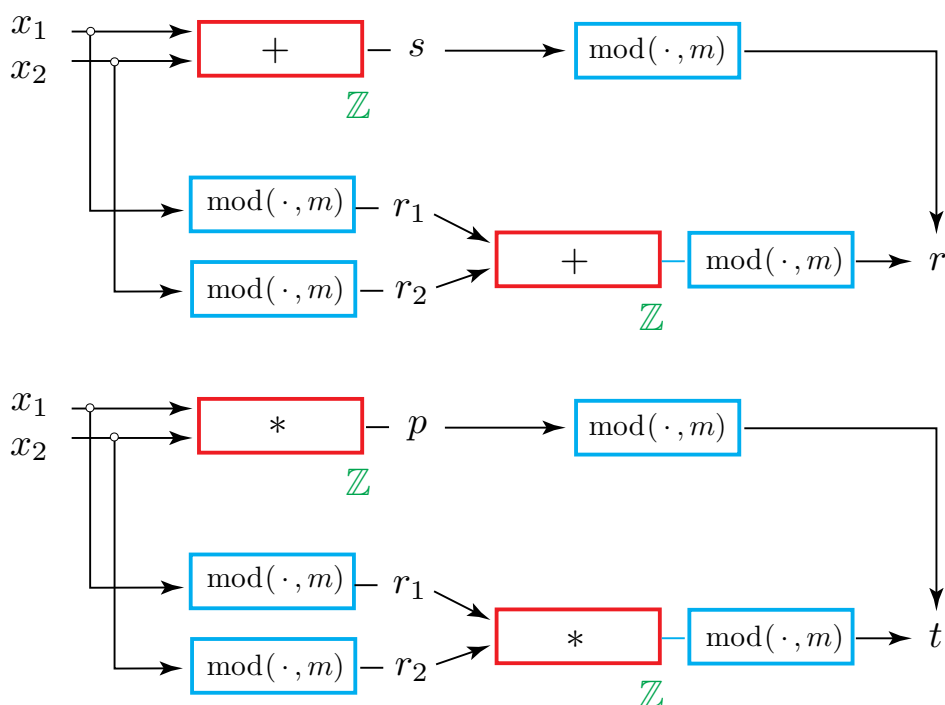 x₁
x₂
+
s
mod( · , m)
ℤ
mod( · , m)
r₁
mod( · , m)
r₂
+
ℤ
mod( · , m)
r
x₁
x₂
*
p
mod( · , m)
ℤ
mod( · , m)
r₁
mod( · , m)
r₂
*
ℤ
mod( · , m)
t